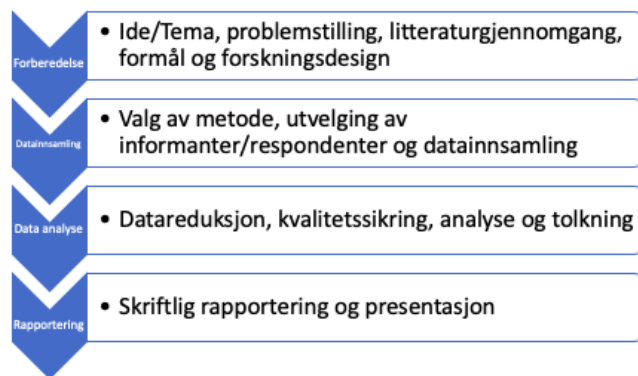 Forberedelse
• Ide/Tema, problemstilling, litteraturgjennomgang,
formål og forskningsdesign
Datainnsamling
• Valg av metode, utvelging av
informanter/respondenter og datainnsamling
Data analyse
• Datareduksjon, kvalitetssikring, analyse og tolkning
Rapportering
• Skriftlig rapportering og presentasjon